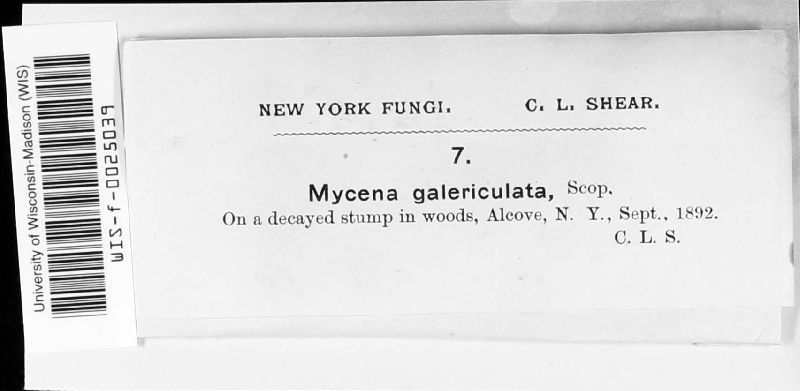 University of Wisconsin-Madison (WIS)
WIS-f-0025039
NEW YORK FUNGI. C. L. SHEAR.
7.
Mycena galericulata, Scop.
On a decayed stump in woods, Alcove, N. Y., Sept., 1892.
C. L. S.